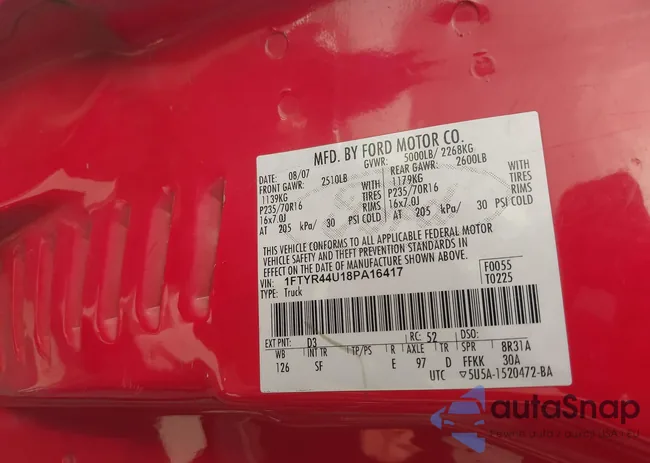 MFD. BY FORD MOTOR CO.
DATE: 08/07 GVWR: 5000LB/ 2268KG
FRONT GAWR: 2510LB REAR GAWR: 2600LB
1139KG WITH 1179KG WITH
P235/70R16 TIRES P235/70R16 TIRES
16x7.0J RIMS 16x7.0J RIMS
AT 205 kPa/ 30 PSI COLD AT 205 kPa/ 30 PSI COLD
THIS VEHICLE CONFORMS TO ALL APPLICABLE FEDERAL MOTOR
VEHICLE SAFETY AND THEFT PREVENTION STANDARDS IN
EFFECT ON THE DATE OF MANUFACTURE SHOWN ABOVE.
VIN: 1FTYR44U18PA16417 F0055
TYPE: Truck T0225
EXT PNT: D3 RC: 52 DSO:
WB INT TR TP/PS R AXLE TR SPR BR31A
126 SF E 97 D FFKK 30A
UTC ▽5U5A-1520472-BA
autaSnap